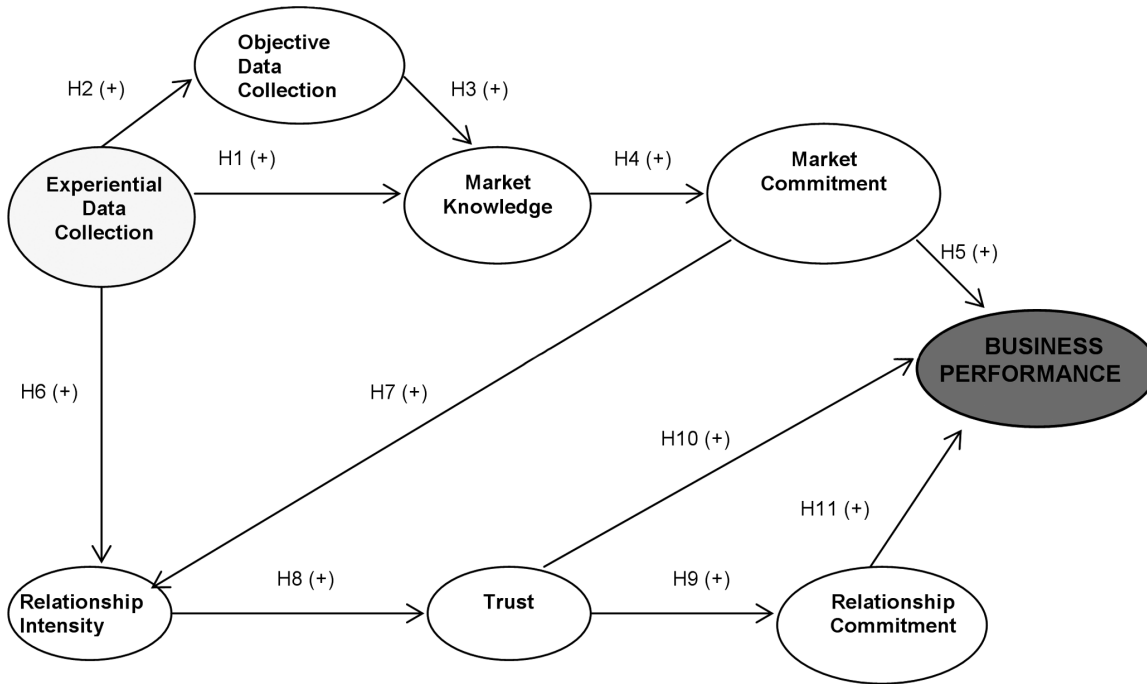 Objective
Data
Collection
H2 (+)
H3 (+)
H1 (+)
H4 (+)
Experiential
Data
Collection
Market
Knowledge
Market
Commitment
H5 (+)
BUSINESS
PERFORMANCE
H6 (+)
H7 (+)
H10 (+)
H11 (+)
H8 (+)
H9 (+)
Relationship
Intensity
Trust
Relationship
Commitment